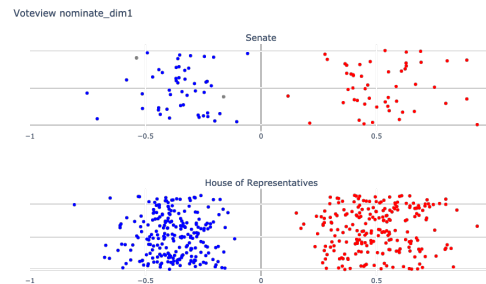 Voteview nominate_dim1
Senate
−1 −0.5 0 0.5
House of Representatives
−1 −0.5 0 0.5